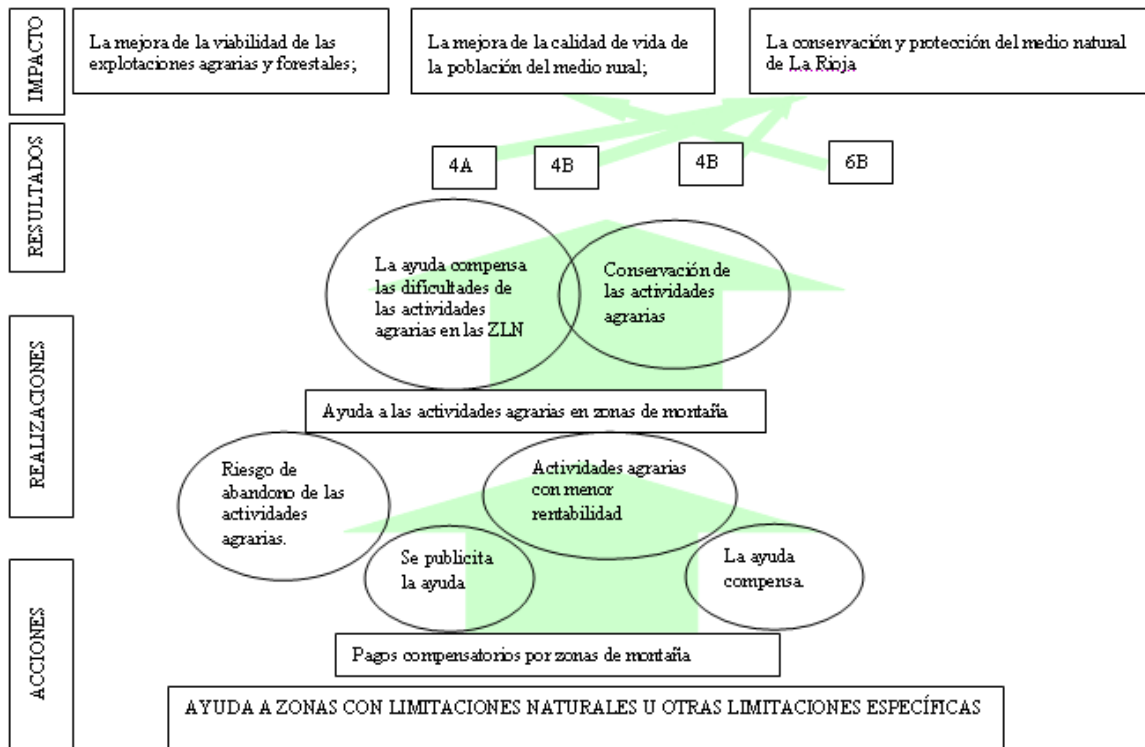 IMPACTO
La mejora de la viabilidad de las
explotaciones agrarias y forestales;
La mejora de la calidad de vida de
la población del medio rural;
La conservación y protección del medio natural
de La Rioja
RESULTADOS
4A
4B
4B
6B
La ayuda compensa
las dificultades de
las actividades
agrarias en las ZLN
Conservación de
las actividades
agrarias
REALIZACIONES
Ayuda a las actividades agrarias en zonas de montaña
Riesgo de
abandono de las
actividades
agrarias.
Actividades agrarias
con menor
rentabilidad
ACCIONES
Se publicita
la ayuda
La ayuda
compensa.
Pagos compensatorios por zonas de montaña
AYUDA A ZONAS CON LIMITACIONES NATURALES U OTRAS LIMITACIONES ESPECÍFICAS